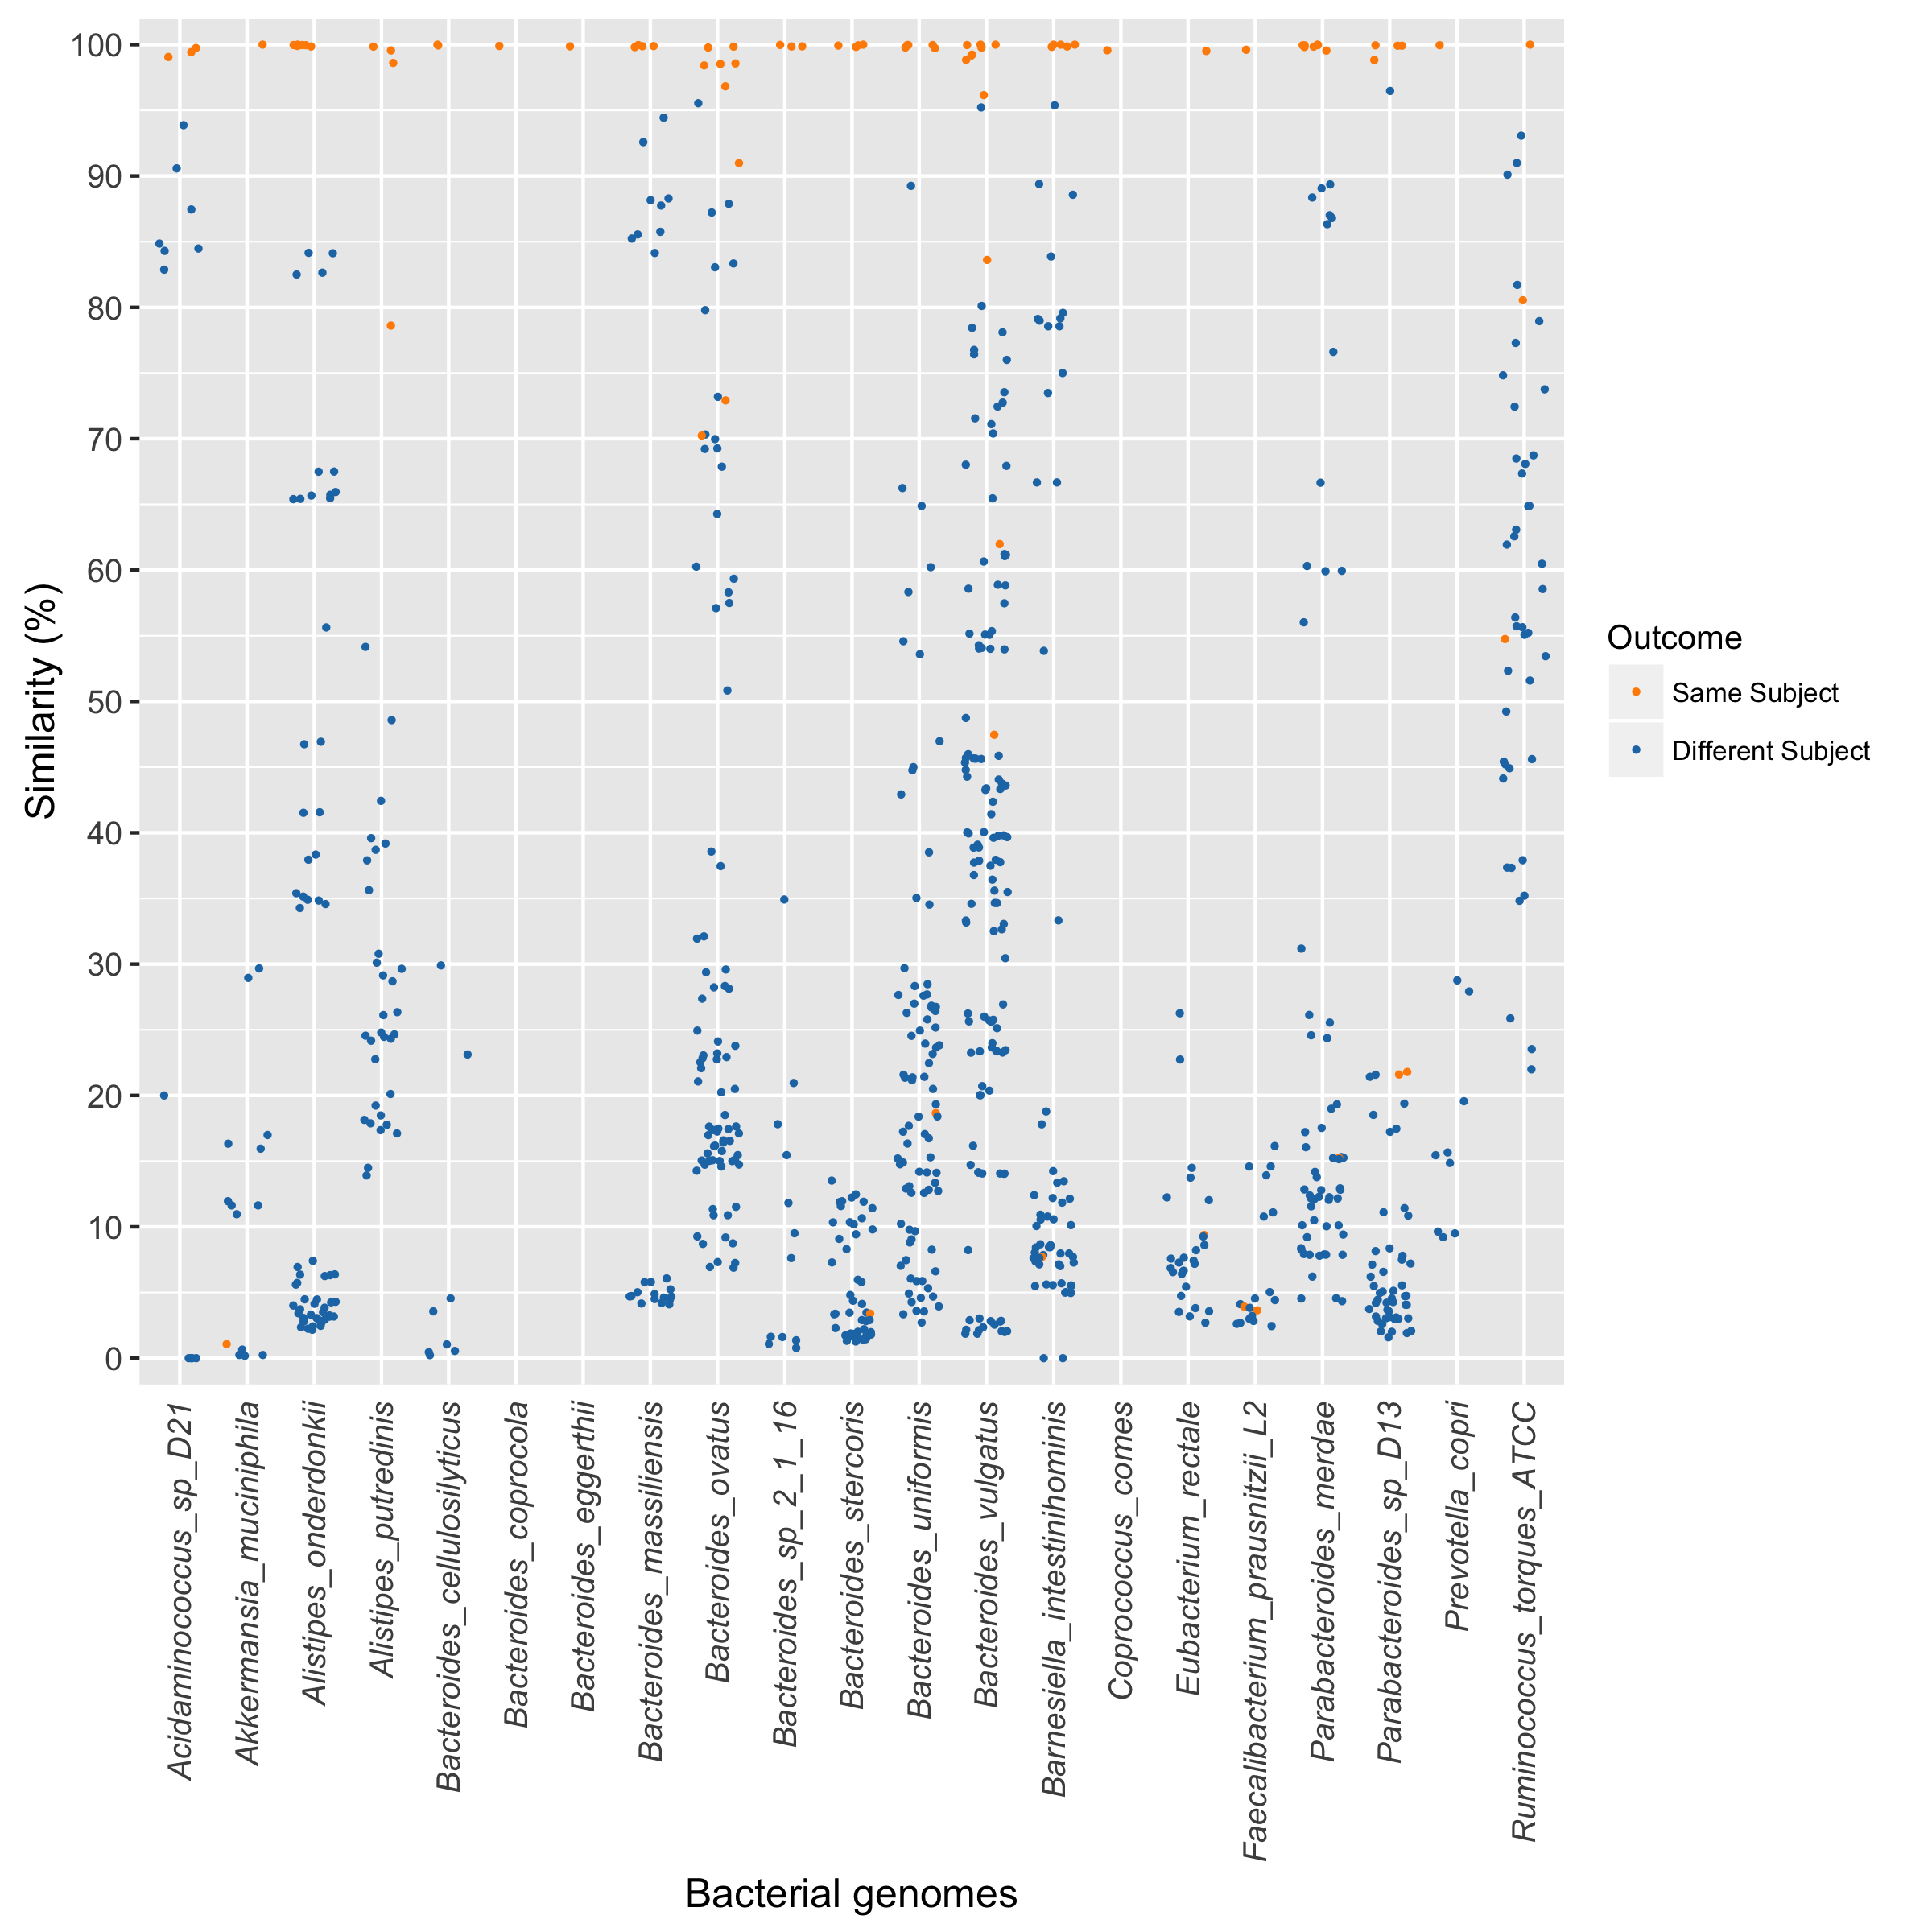 100
90
80
70
60
50
40
30
20
10
0
Similarity (%)
Outcome
Same Subject
Different Subject
Acidaminococcus_sp_D21
Akkermansia_muciniphila
Alistipes_onderdonkii
Alistipes_putredinis
Bacteroides_cellulosilyticus
Bacteroides_coprocola
Bacteroides_eggerthii
Bacteroides_massiliensis
Bacteroides_ovatus
Bacteroides_sp_2_1_16
Bacteroides_stercoris
Bacteroides_uniformis
Bacteroides_vulgatus
Barnesiella_intestinihominis
Coprococcus_comes
Eubacterium_rectale
Faecalibacterium_prausnitzii_L2
Parabacteroides_merdae
Parabacteroides_sp_D13
Prevotella_copri
Ruminococcus_torques_ATCC
Bacterial genomes